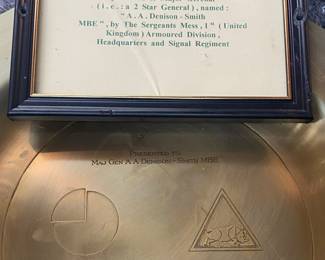 (i.e.: a 2 Star General), named:
"A. A. Denison - Smith
MBE", by The Sergeants Mess, 1" (United
Kingdom) Armoured Division,
Headquarters and Signal Regiment
PRESENTED TO
MAJ GEN A A DENISON-SMITH MBE